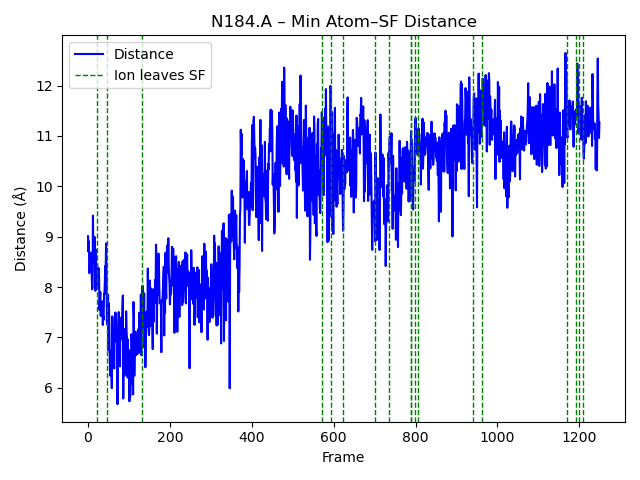 N184.A – Min Atom–SF Distance
Distance
Ion leaves SF
Distance (Å)
12
11
10
9
8
7
6
0 200 400 600 800 1000 1200
Frame